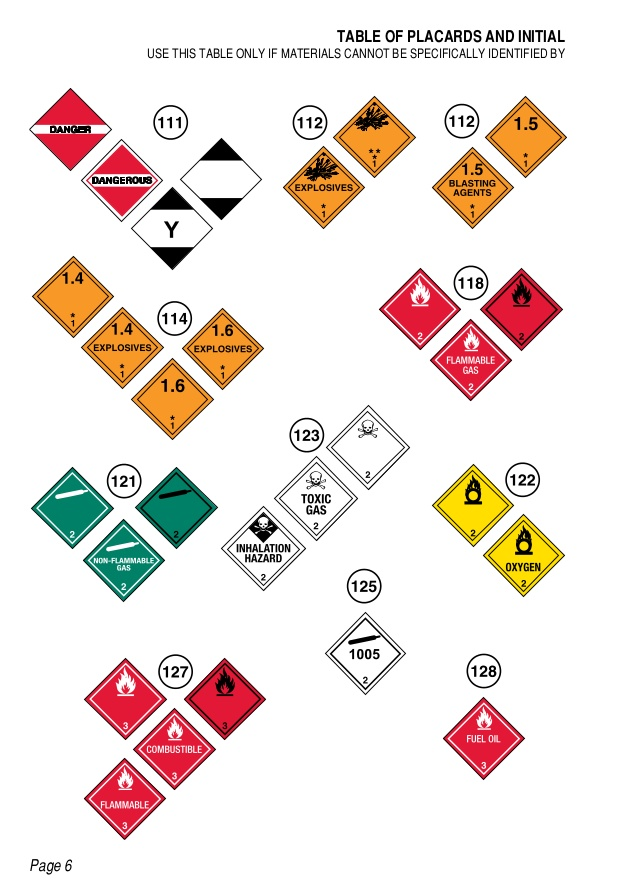 TABLE OF PLACARDS AND INITIAL
USE THIS TABLE ONLY IF MATERIALS CANNOT BE SPECIFICALLY IDENTIFIED BY
DANGER
DANGEROUS
111
Y
112
**
*
1
EXPLOSIVES
*
1
112
1.5
*
1
1.5
BLASTING
AGENTS
*
1
1.4
*
1
1.4
EXPLOSIVES
*
1
114
1.6
EXPLOSIVES
*
1
1.6
*
1
118
2
2
FLAMMABLE
GAS
2
123
2
TOXIC
GAS
2
INHALATION
HAZARD
2
121
2
2
NON-FLAMMABLE
GAS
2
122
2
OXYGEN
2
125
1005
2
127
3
3
COMBUSTIBLE
3
FLAMMABLE
3
128
FUEL OIL
3
Page 6